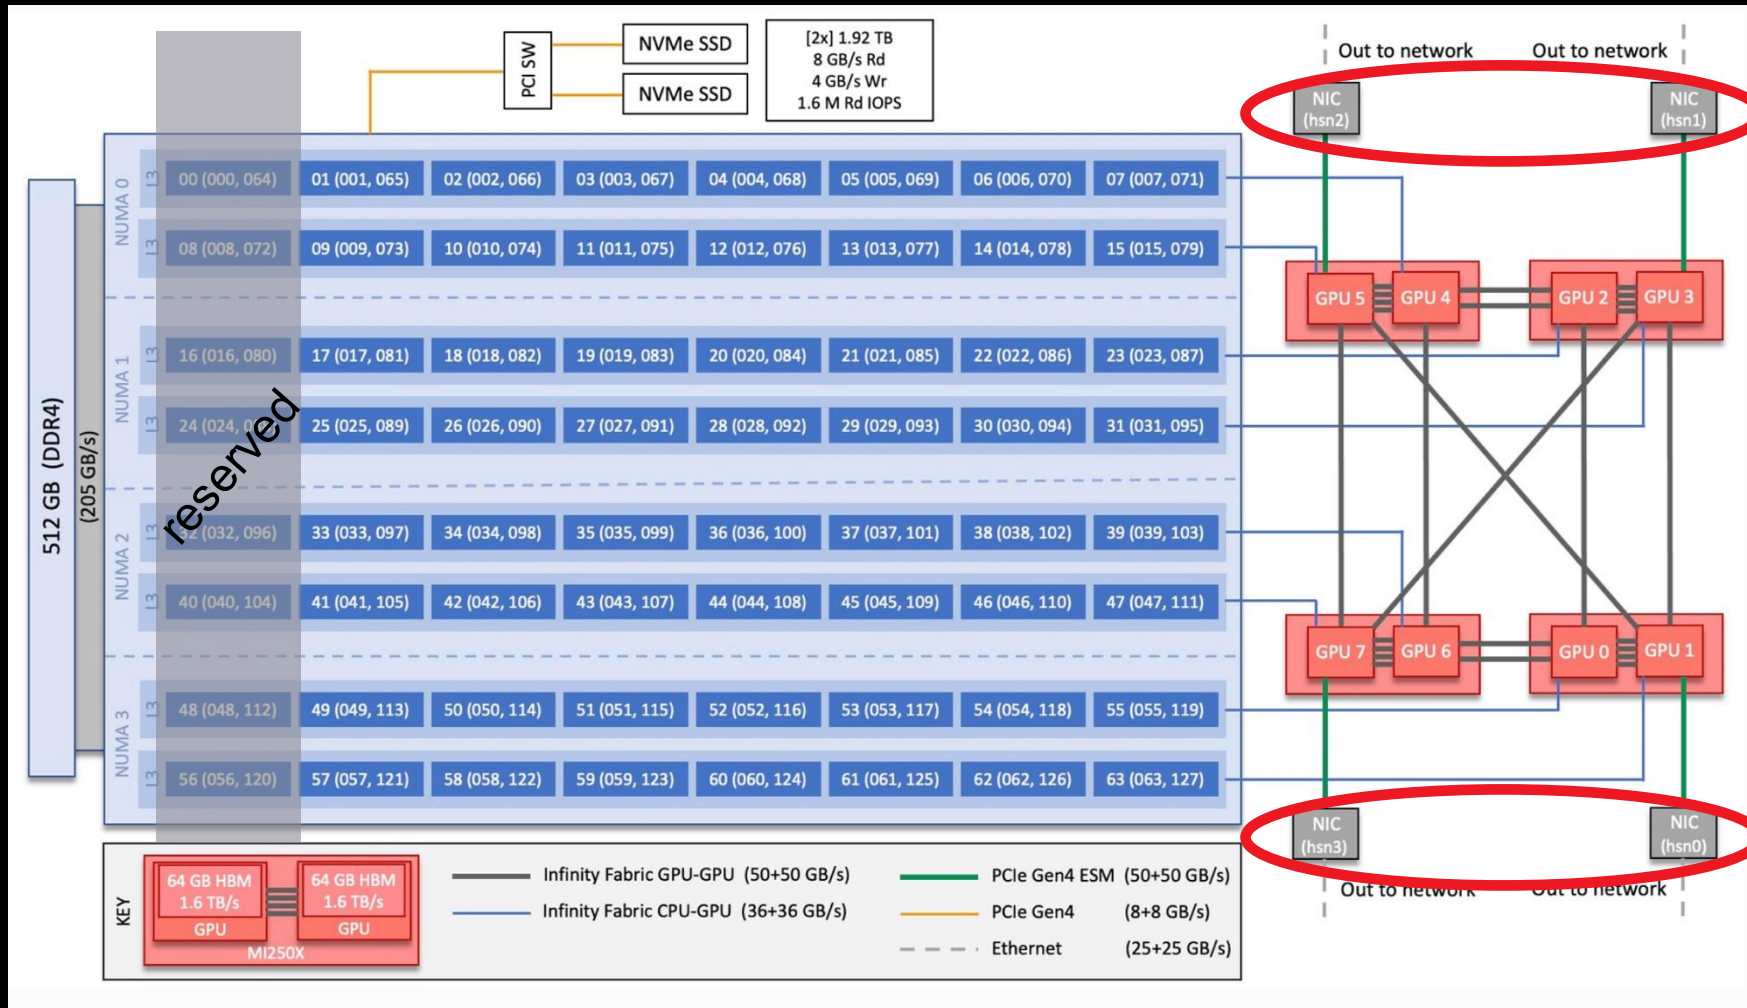 PCI SW
NVMe SSD
NVMe SSD
[2x] 1.92 TB
8 GB/s Rd
4 GB/s Wr
1.6 M Rd IOPS
Out to network
Out to network
NIC
(hsn2)
NIC
(hsn1)
512 GB (DDR4)
(205 GB/s)
reserved
NUMA 0
L3
00 (000, 064)
01 (001, 065)
02 (002, 066)
03 (003, 067)
04 (004, 068)
05 (005, 069)
06 (006, 070)
07 (007, 071)
L3
08 (008, 072)
09 (009, 073)
10 (010, 074)
11 (011, 075)
12 (012, 076)
13 (013, 077)
14 (014, 078)
15 (015, 079)
NUMA 1
L3
16 (016, 080)
17 (017, 081)
18 (018, 082)
19 (019, 083)
20 (020, 084)
21 (021, 085)
22 (022, 086)
23 (023, 087)
L3
24 (024,
25 (025, 089)
26 (026, 090)
27 (027, 091)
28 (028, 092)
29 (029, 093)
30 (030, 094)
31 (031, 095)
NUMA 2
L3
(032, 096)
33 (033, 097)
34 (034, 098)
35 (035, 099)
36 (036, 100)
37 (037, 101)
38 (038, 102)
39 (039, 103)
L3
40 (040, 104)
41 (041, 105)
42 (042, 106)
43 (043, 107)
44 (044, 108)
45 (045, 109)
46 (046, 110)
47 (047, 111)
NUMA 3
L3
48 (048, 112)
49 (049, 113)
50 (050, 114)
51 (051, 115)
52 (052, 116)
53 (053, 117)
54 (054, 118)
55 (055, 119)
L3
56 (056, 120)
57 (057, 121)
58 (058, 122)
59 (059, 123)
60 (060, 124)
61 (061, 125)
62 (062, 126)
63 (063, 127)
GPU 5
GPU 4
GPU 2
GPU 3
GPU 7
GPU 6
GPU 0
GPU 1
NIC
(hsn3)
NIC
(hsn0)
Out to network
Out to network
KEY
64 GB HBM
1.6 TB/s
GPU
64 GB HBM
1.6 TB/s
GPU
MI250X
Infinity Fabric GPU-GPU (50+50 GB/s)
Infinity Fabric CPU-GPU (36+36 GB/s)
PCIe Gen4 ESM (50+50 GB/s)
PCIe Gen4 (8+8 GB/s)
Ethernet (25+25 GB/s)